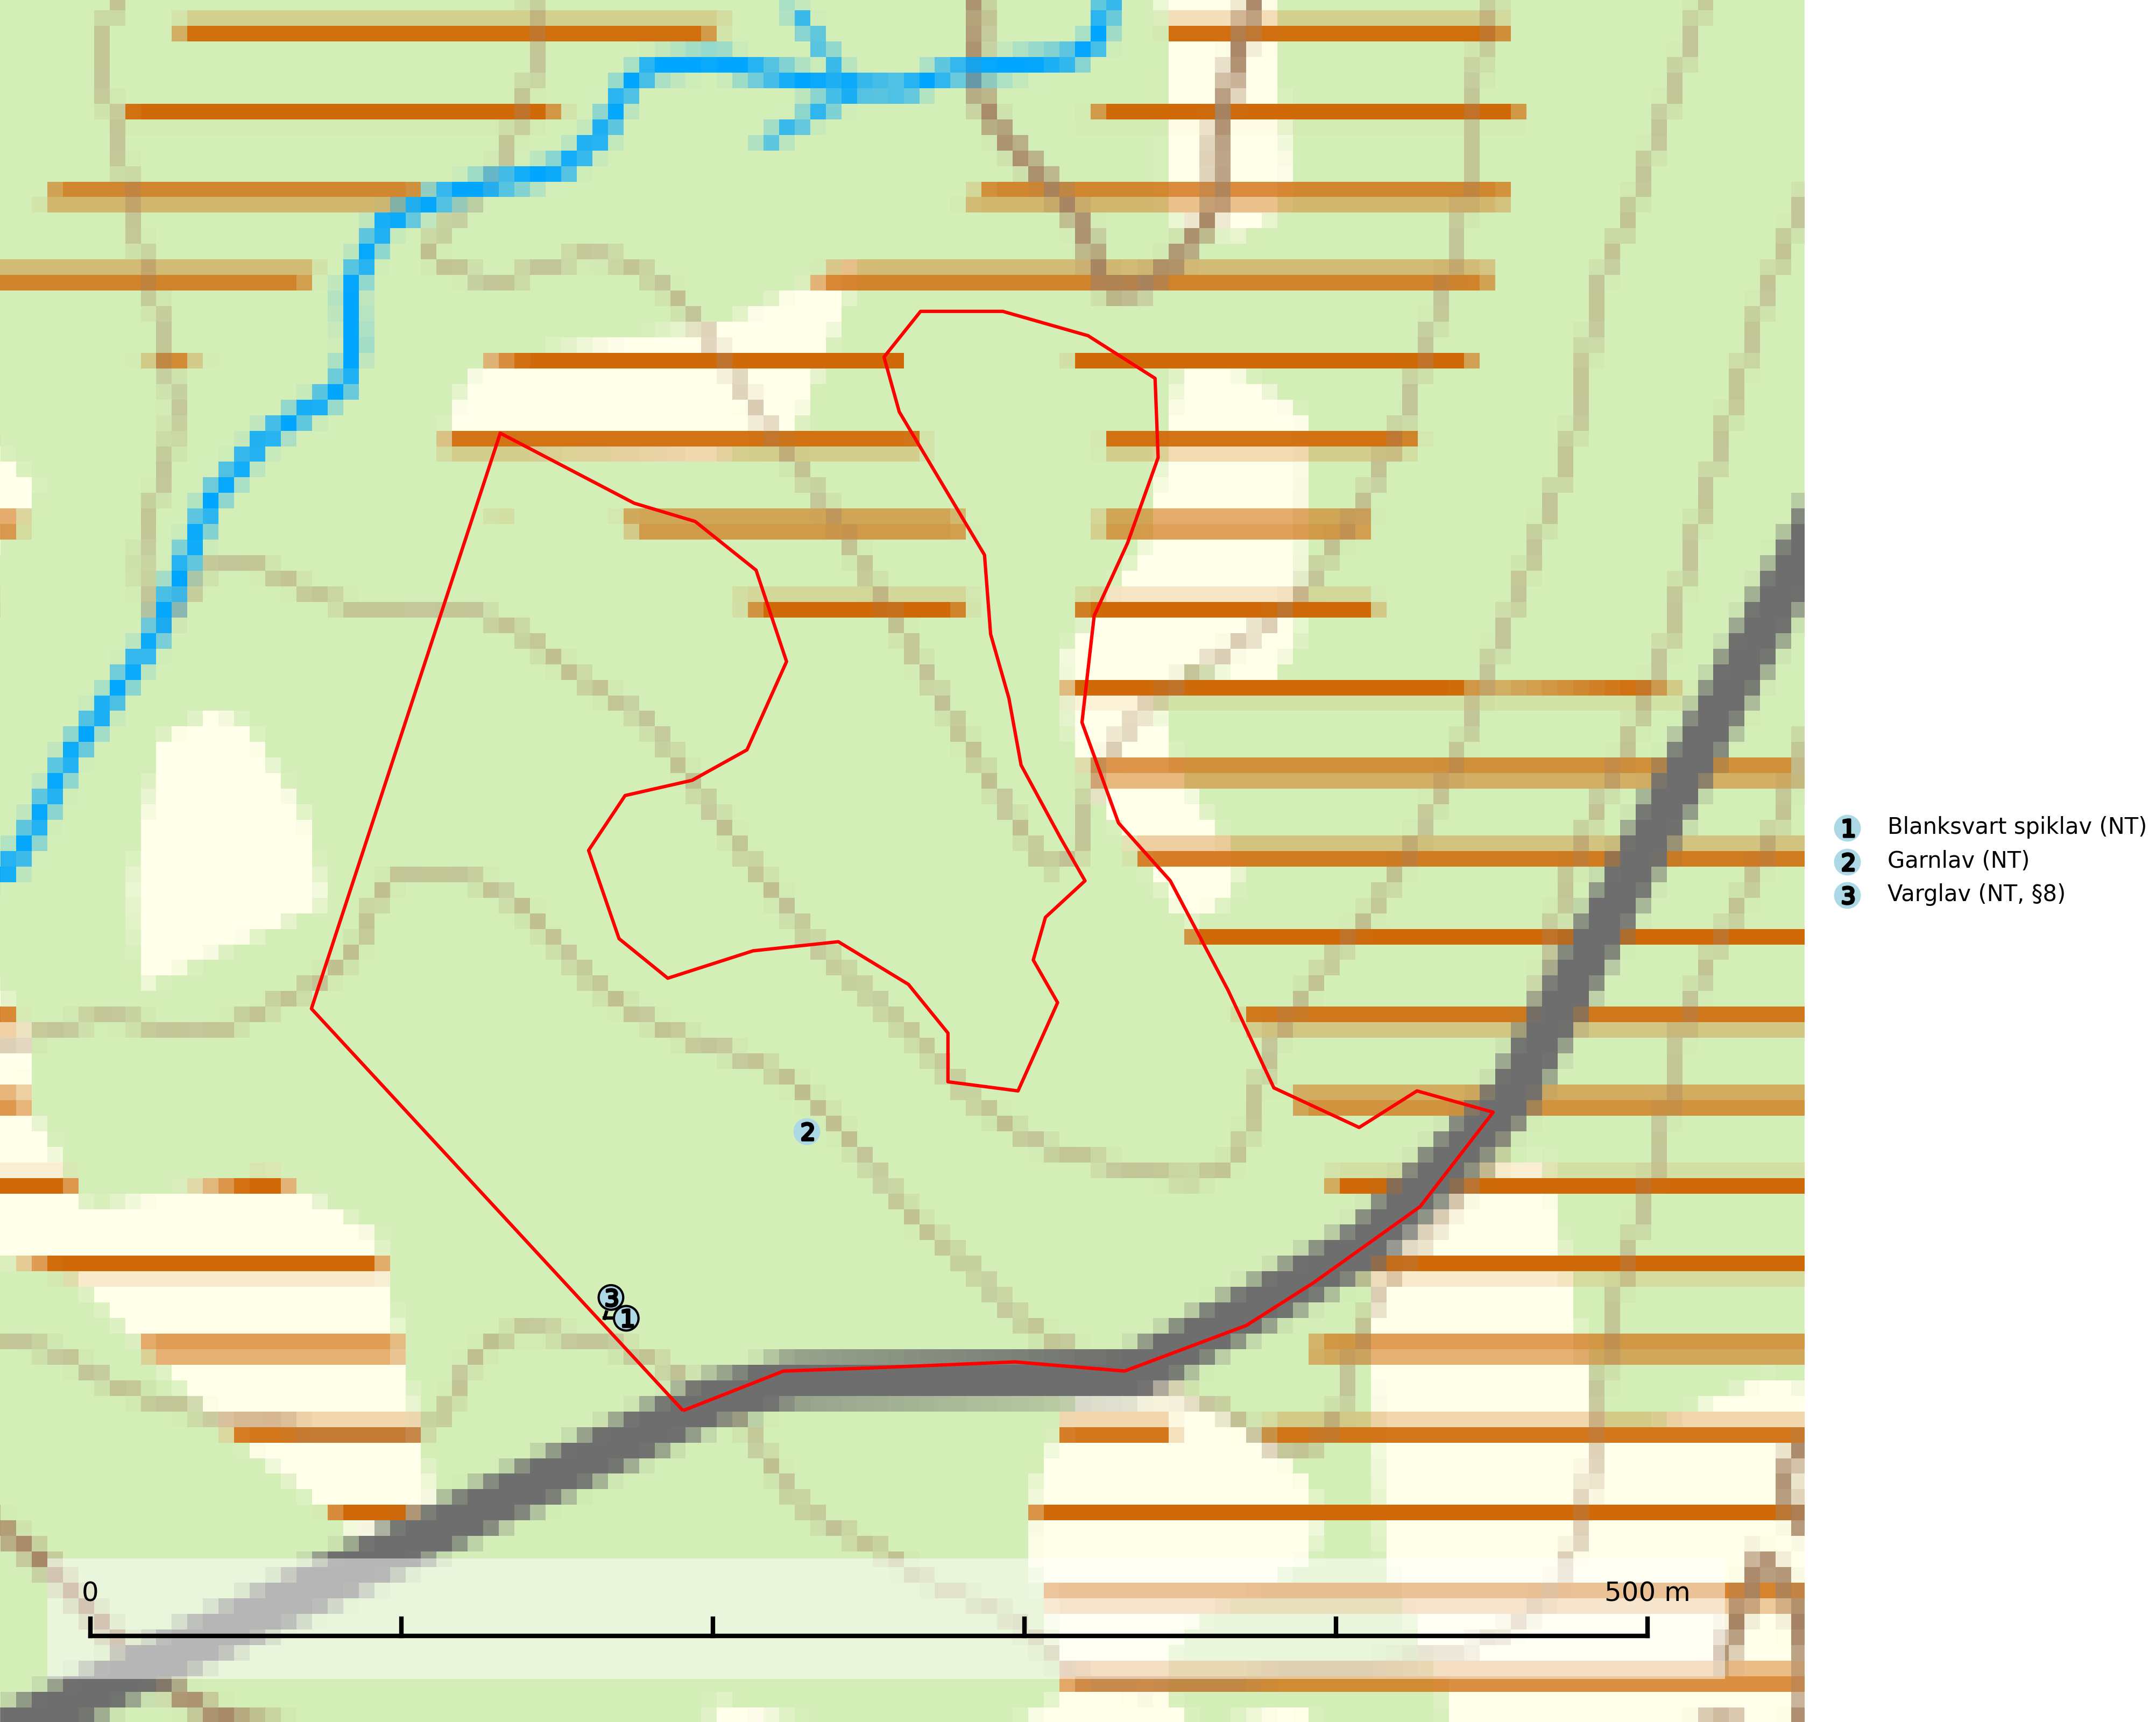 1 Blanksvart spiklav (NT)
2 Garnlav (NT)
3 Varglav (NT, §8)
2
3
1
0 500 m